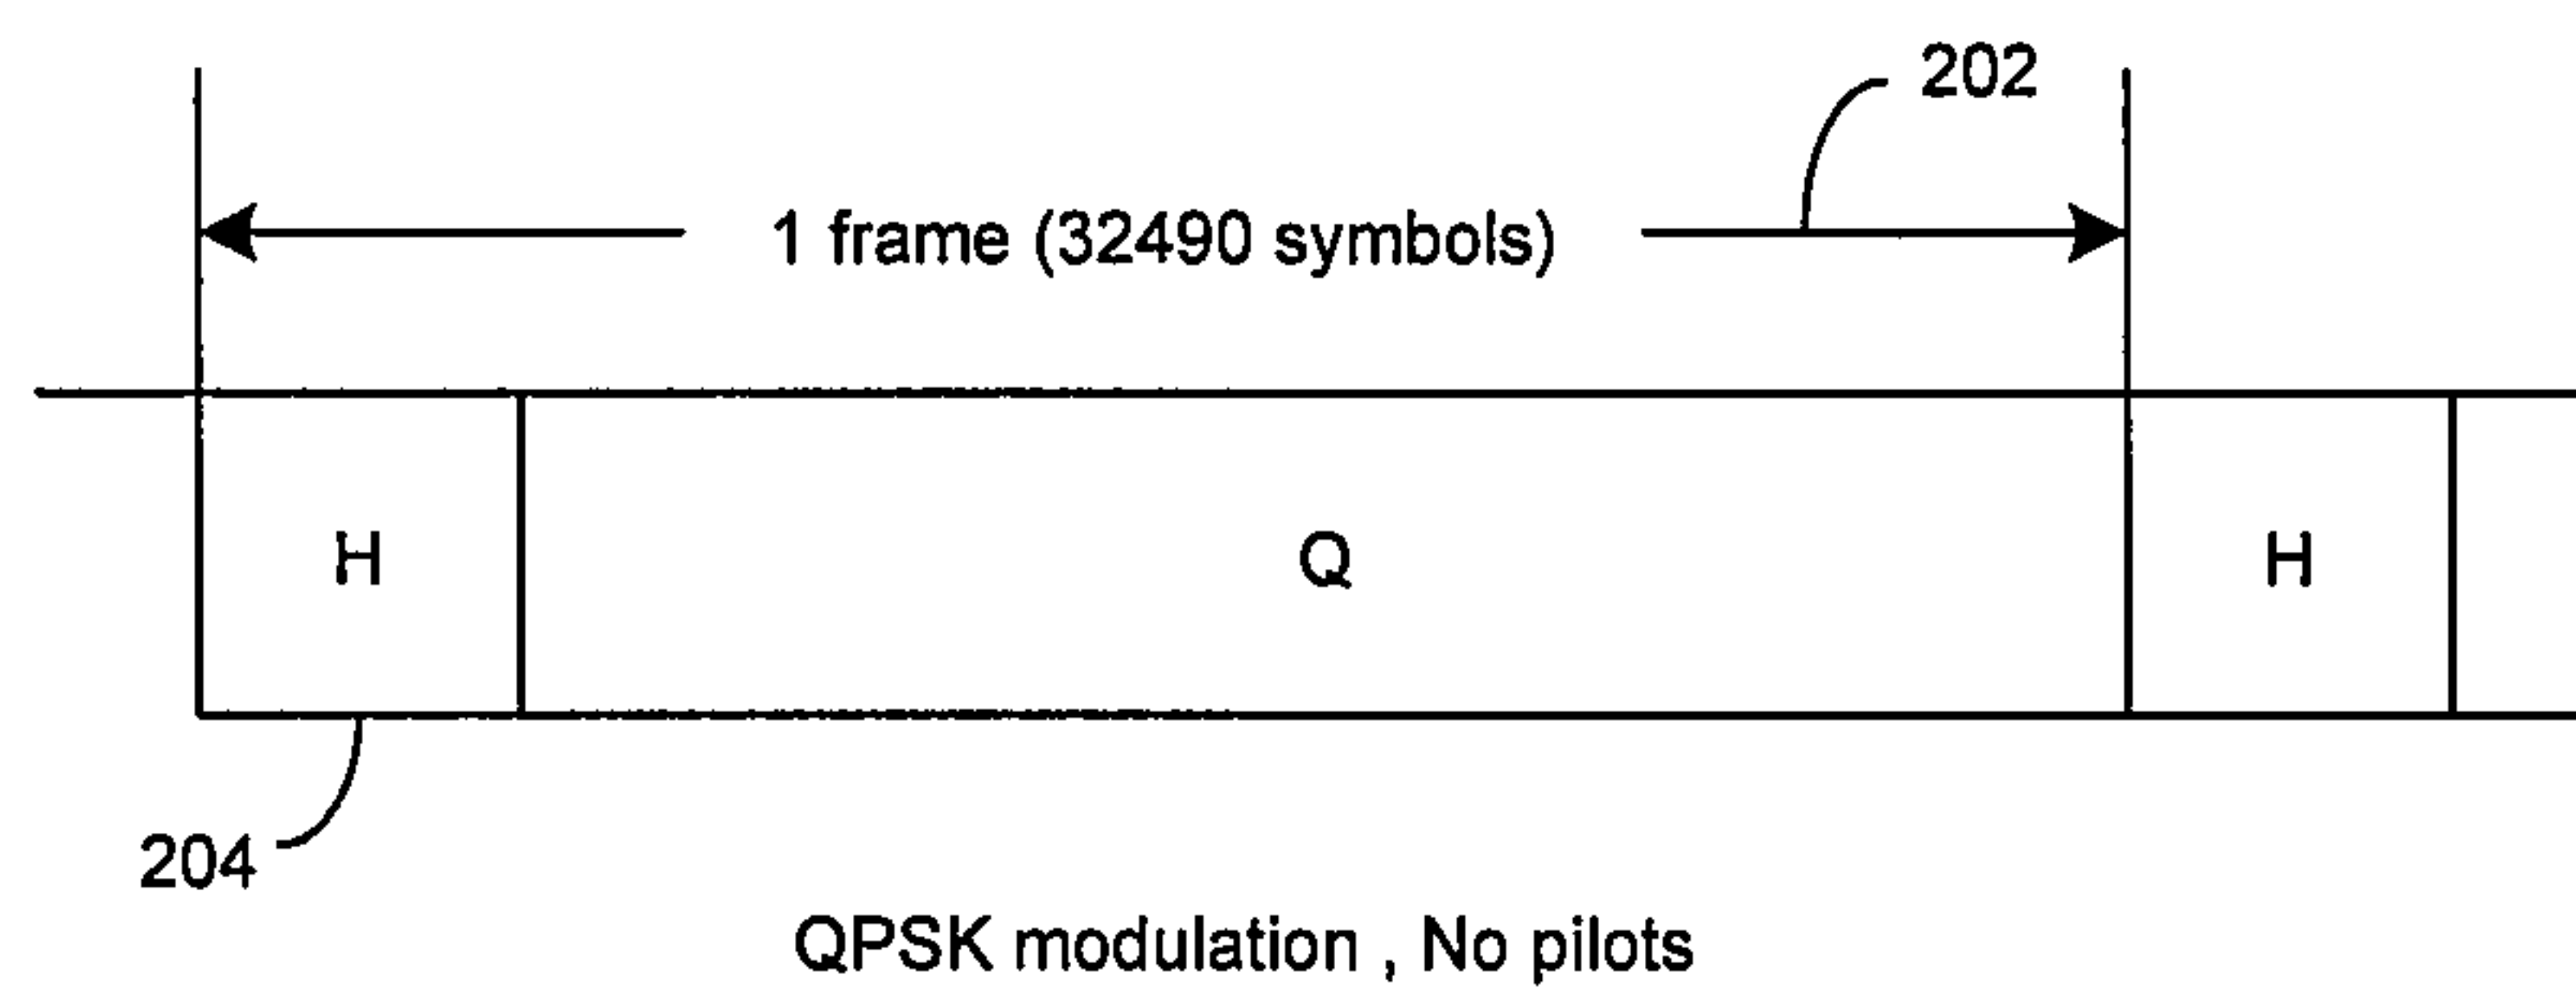 202
1 frame (32490 symbols)
H
Q
H
204
QPSK modulation , No pilots